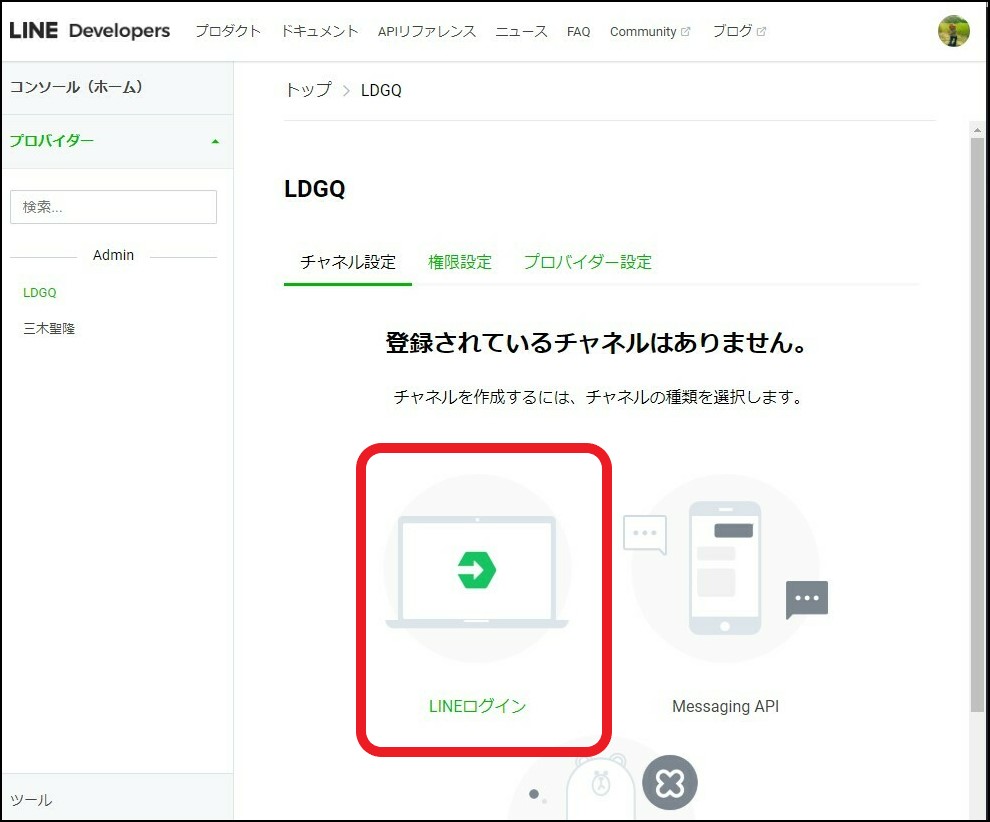 LINE Developers プロダクト ドキュメント APIリファレンス ニュース FAQ Community ブログ
コンソール（ホーム）
プロバイダー
検索...
Admin
LDGQ
三木聖隆
ツール
トップ > LDGQ
LDGQ
チャネル設定 権限設定 プロバイダー設定
登録されているチャネルはありません。
チャネルを作成するには、チャネルの種類を選択します。
LINEログイン
Messaging API